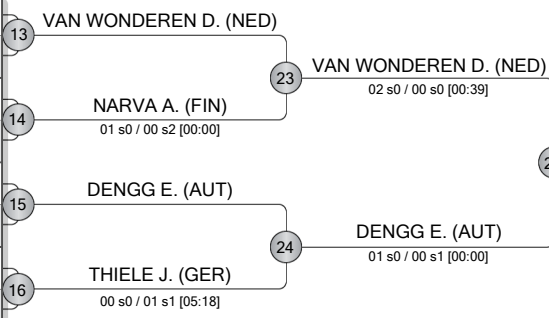 13
VAN WONDEREN D. (NED)
23
VAN WONDEREN D. (NED)
02 s0 / 00 s0 [00:39]
14
NARVA A. (FIN)
01 s0 / 00 s2 [00:00]
15
DENGG E. (AUT)
24
DENGG E. (AUT)
01 s0 / 00 s1 [00:00]
16
THIELE J. (GER)
00 s0 / 01 s1 [05:18]